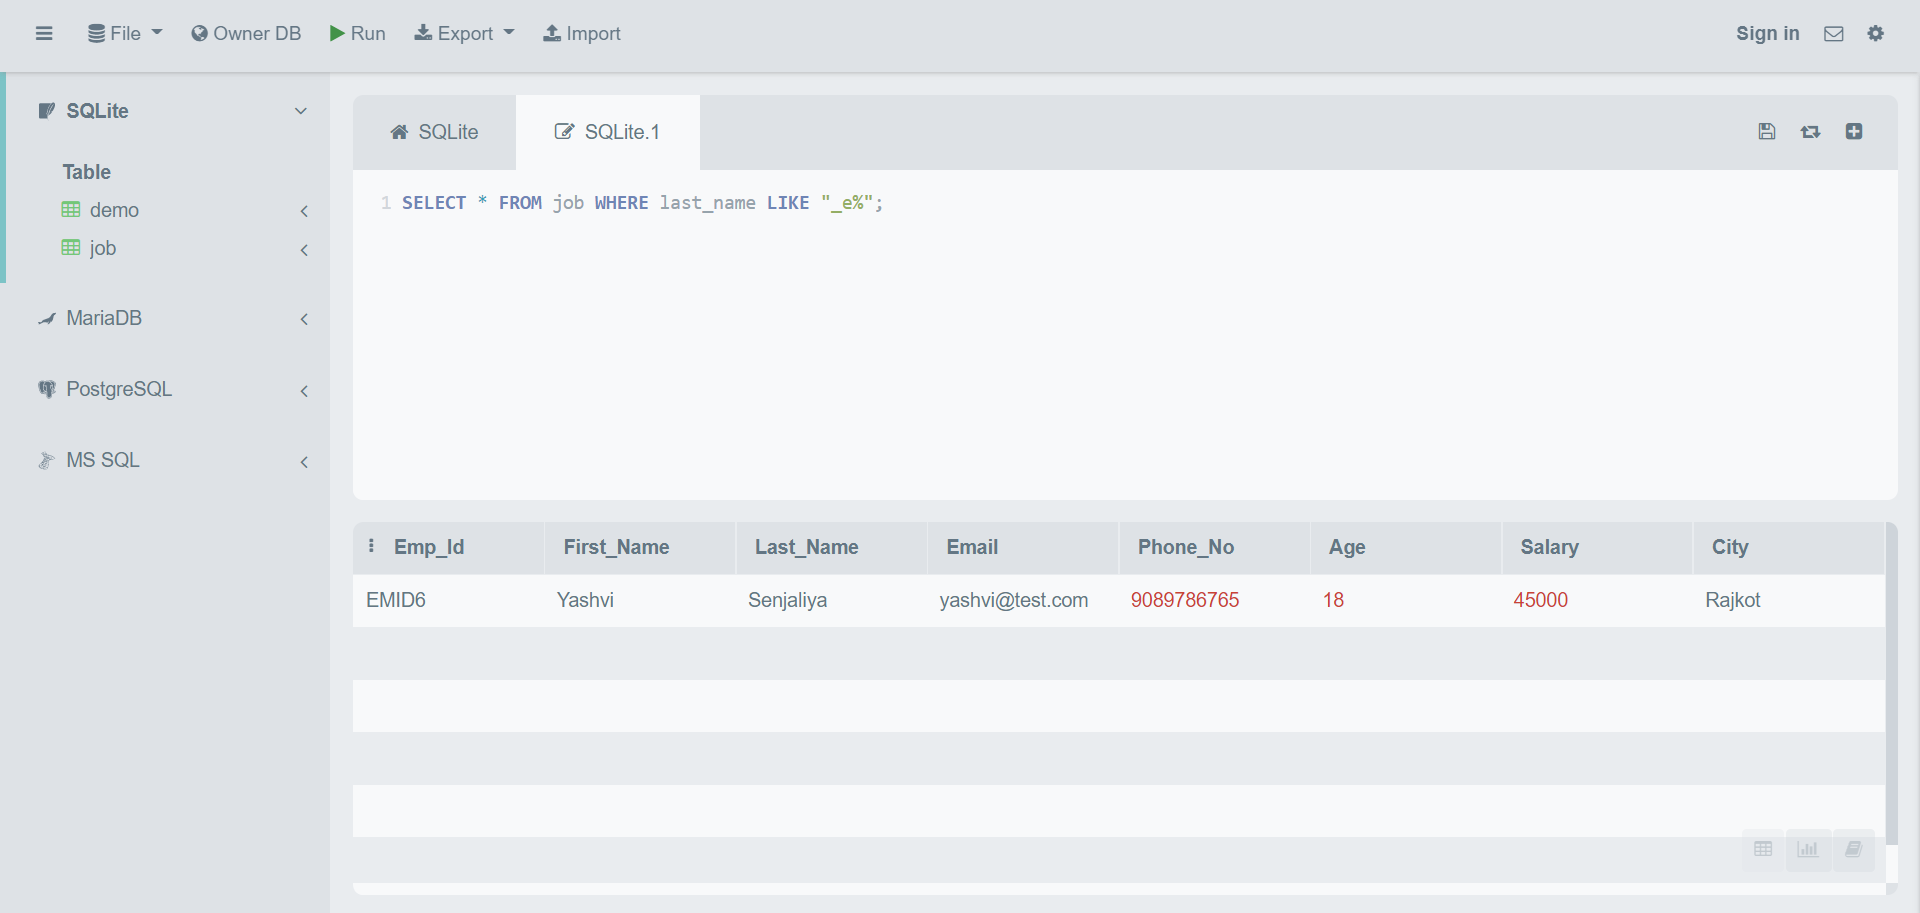 File Owner DB Run Export Import Sign in
SQLite
Table
demo
job
MariaDB
PostgreSQL
MS SQL
SQLite SQLite.1
1 SELECT * FROM job WHERE last_name LIKE "_e%";
Emp_Id First_Name Last_Name Email Phone_No Age Salary City
EMID6 Yashvi Senjaliya yashvi@test.com 9089786765 18 45000 Rajkot